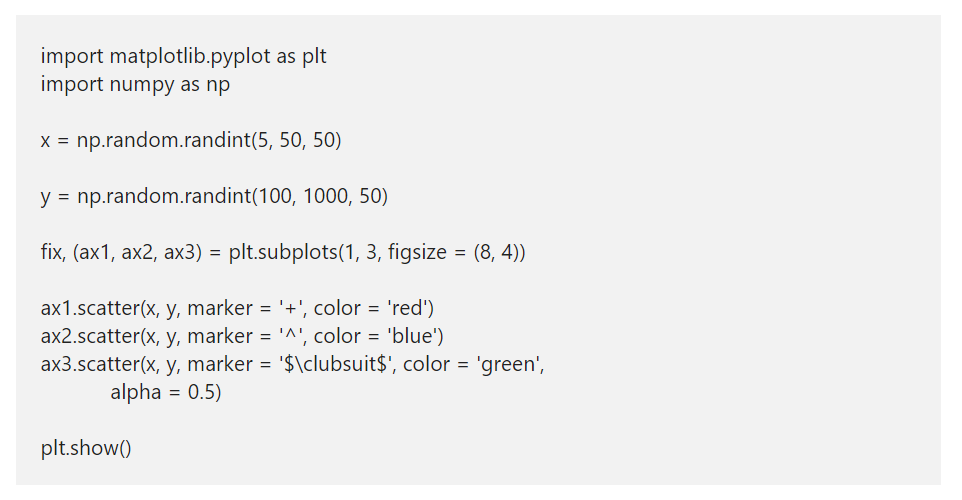 import matplotlib.pyplot as plt
import numpy as np
x = np.random.randint(5, 50, 50)
y = np.random.randint(100, 1000, 50)
fix, (ax1, ax2, ax3) = plt.subplots(1, 3, figsize = (8, 4))
ax1.scatter(x, y, marker = '+', color = 'red')
ax2.scatter(x, y, marker = '^', color = 'blue')
ax3.scatter(x, y, marker = '$\clubsuit$', color = 'green',
alpha = 0.5)
plt.show()